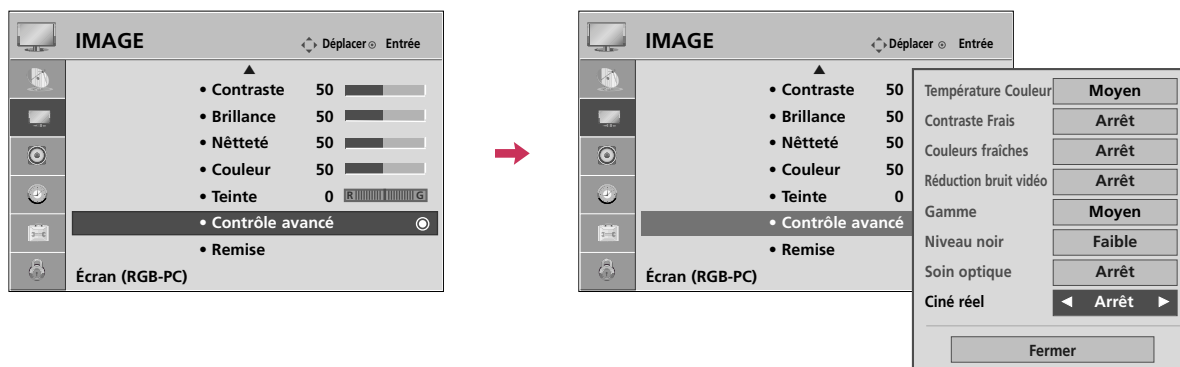 IMAGE
Déplacer Entrée
• Contraste 50
• Brillance 50
• Nêtteté 50
• Couleur 50
• Teinte 0 R G
• Contrôle avancé
• Remise
Écran (RGB-PC)
IMAGE
Déplacer Entrée
• Contraste 50
• Brillance 50
• Nêtteté 50
• Couleur 50
• Teinte 0
• Contrôle avancé
• Remise
Écran (RGB-PC)
Température Couleur Moyen
Contraste Frais Arrêt
Couleurs fraîches Arrêt
Réduction bruit vidéo Arrêt
Gamme Moyen
Niveau noir Faible
Soin optique Arrêt
Ciné réel ◄ Arrêt ►
Fermer